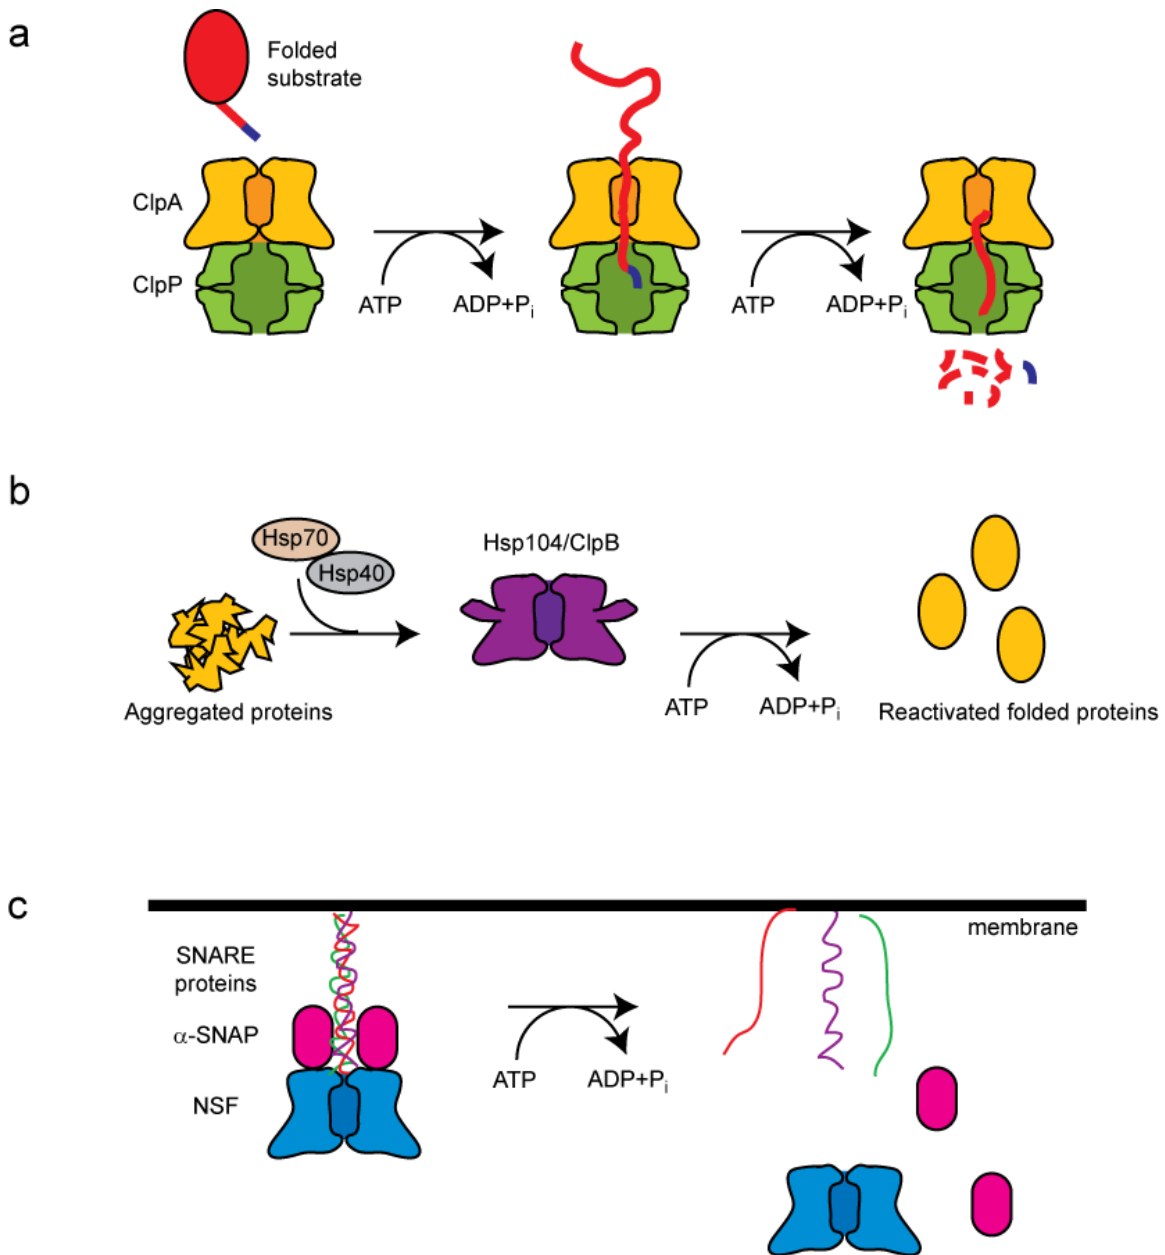 a
Folded
substrate
ClpA
ClpP
ATP
ADP+Pi
ATP
ADP+Pi
b
Hsp70
Hsp40
Hsp104/ClpB
Aggregated proteins
ATP
ADP+Pi
Reactivated folded proteins
c
membrane
SNARE
proteins
α-SNAP
NSF
ATP
ADP+Pi